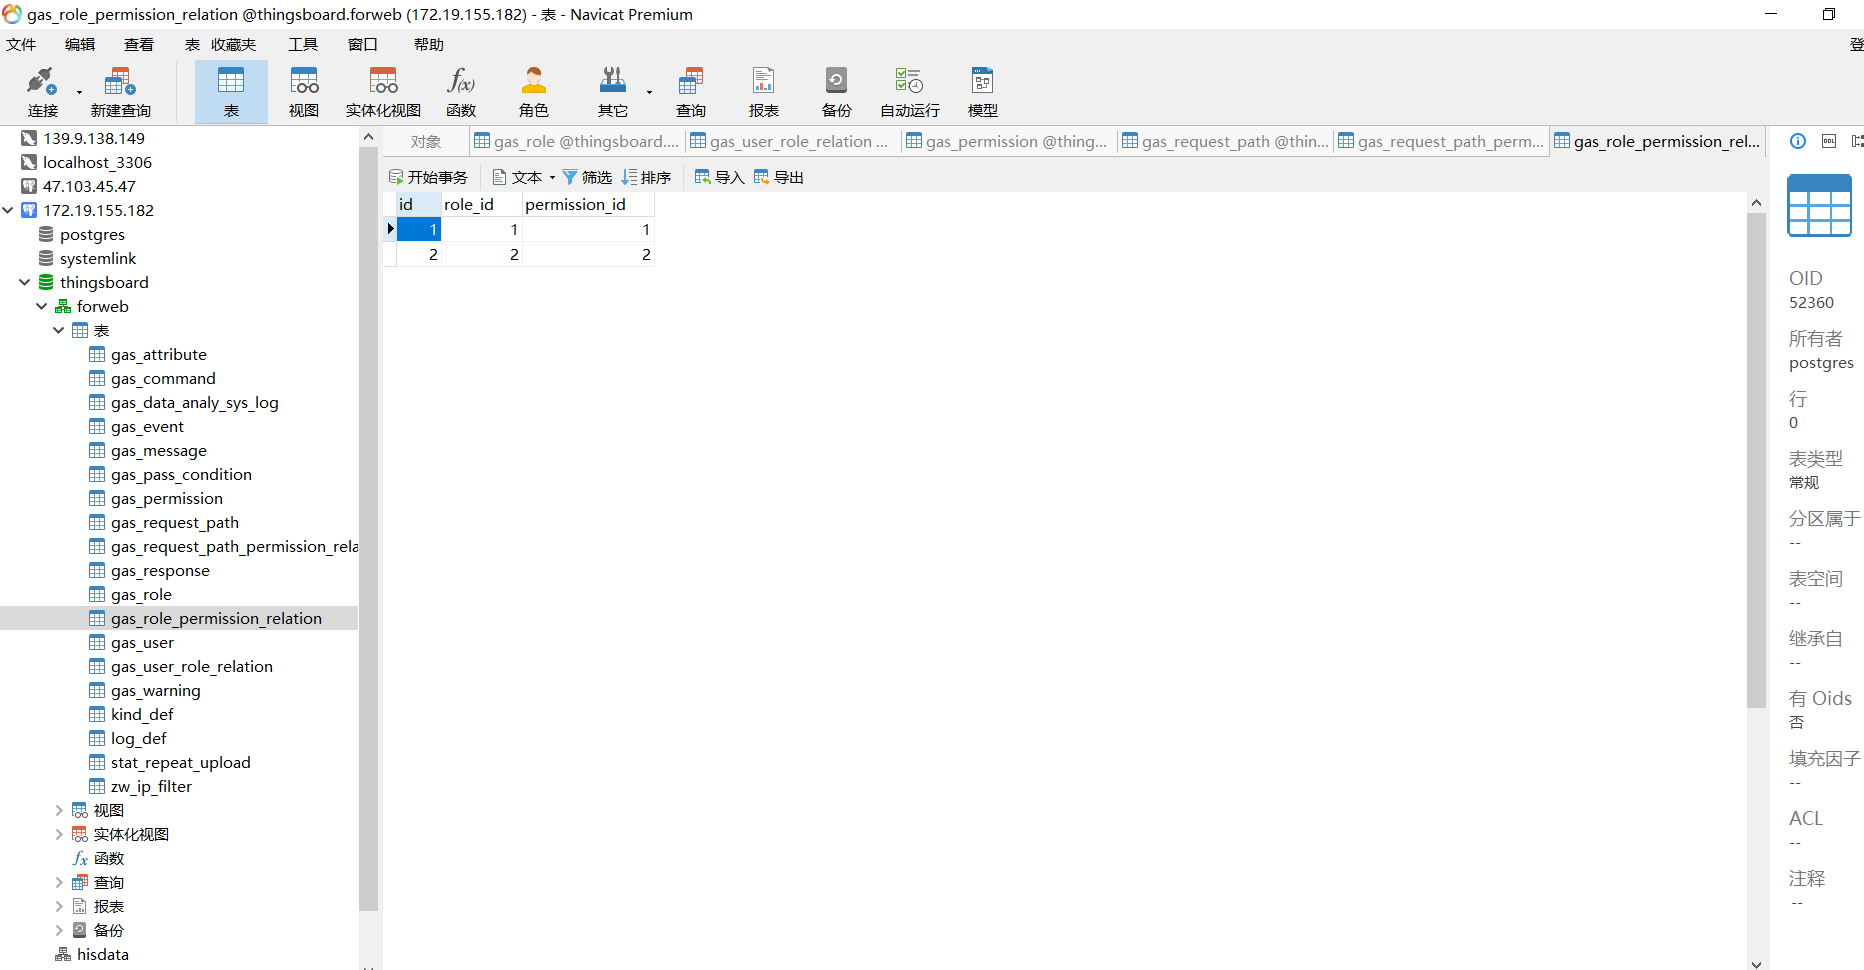 gas_role_permission_relation @thingsboard.forweb (172.19.155.182) - 表 - Navicat Premium
文件 编辑 查看 表 收藏夹 工具 窗口 帮助 登
连接 新建查询 表 视图 实体化视图 函数 角色 其它 查询 报表 备份 自动运行 模型
139.9.138.149
localhost_3306
47.103.45.47
172.19.155.182
postgres
systemlink
thingsboard
forweb
表
gas_attribute
gas_command
gas_data_analy_sys_log
gas_event
gas_message
gas_pass_condition
gas_permission
gas_request_path
gas_request_path_permission_rela
gas_response
gas_role
gas_role_permission_relation
gas_user
gas_user_role_relation
gas_warning
kind_def
log_def
stat_repeat_upload
zw_ip_filter
视图
实体化视图
函数
查询
报表
备份
hisdata
对象 gas_role @thingsboard.... gas_user_role_relation ... gas_permission @thing... gas_request_path @thin... gas_request_path_perm... gas_role_permission_rel...
开始事务 文本 筛选 排序 导入 导出
id role_id permission_id
1 1 1
2 2 2
DDL
OID
52360
所有者
postgres
行
0
表类型
常规
分区属于
--
表空间
--
继承自
--
有 Oids
否
填充因子
--
ACL
--
注释
--